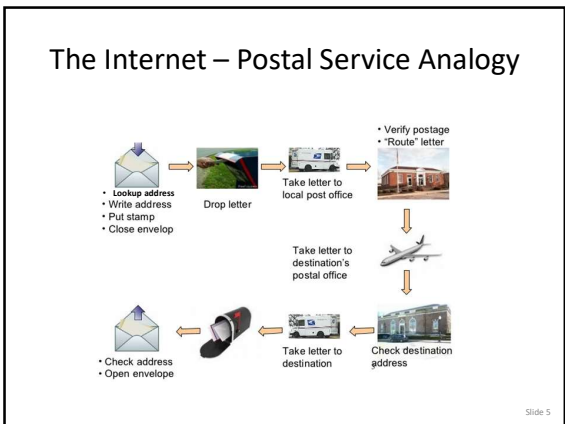 The Internet – Postal Service Analogy
• Verify postage
• "Route" letter
• Lookup address
• Write address
• Put stamp
• Close envelop
Drop letter
Take letter to
local post office
Take letter to
destination's
postal office
• Check address
• Open envelope
Take letter to
destination
Check destination
address
Slide 5